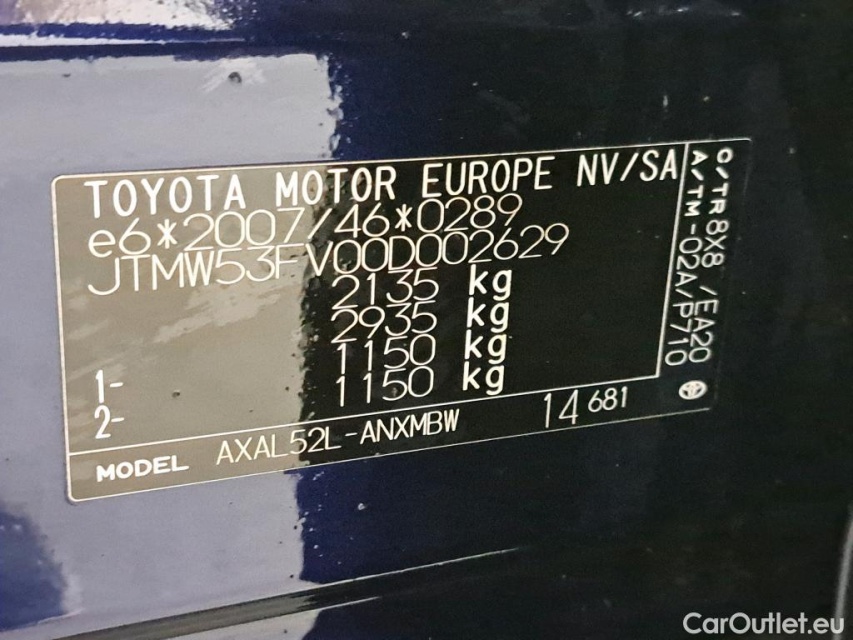 TOYOTA MOTOR EUROPE NV/SA
e6*2007/46*0289
JTMW53FV00D002629
2135 kg
2935 kg
1- 1150 kg
2- 1150 kg
MODEL AXAL52L-ANXMBW 14 681
C/TR 8X8 /EA20
A/TM -02A/P710
CarOutlet.eu